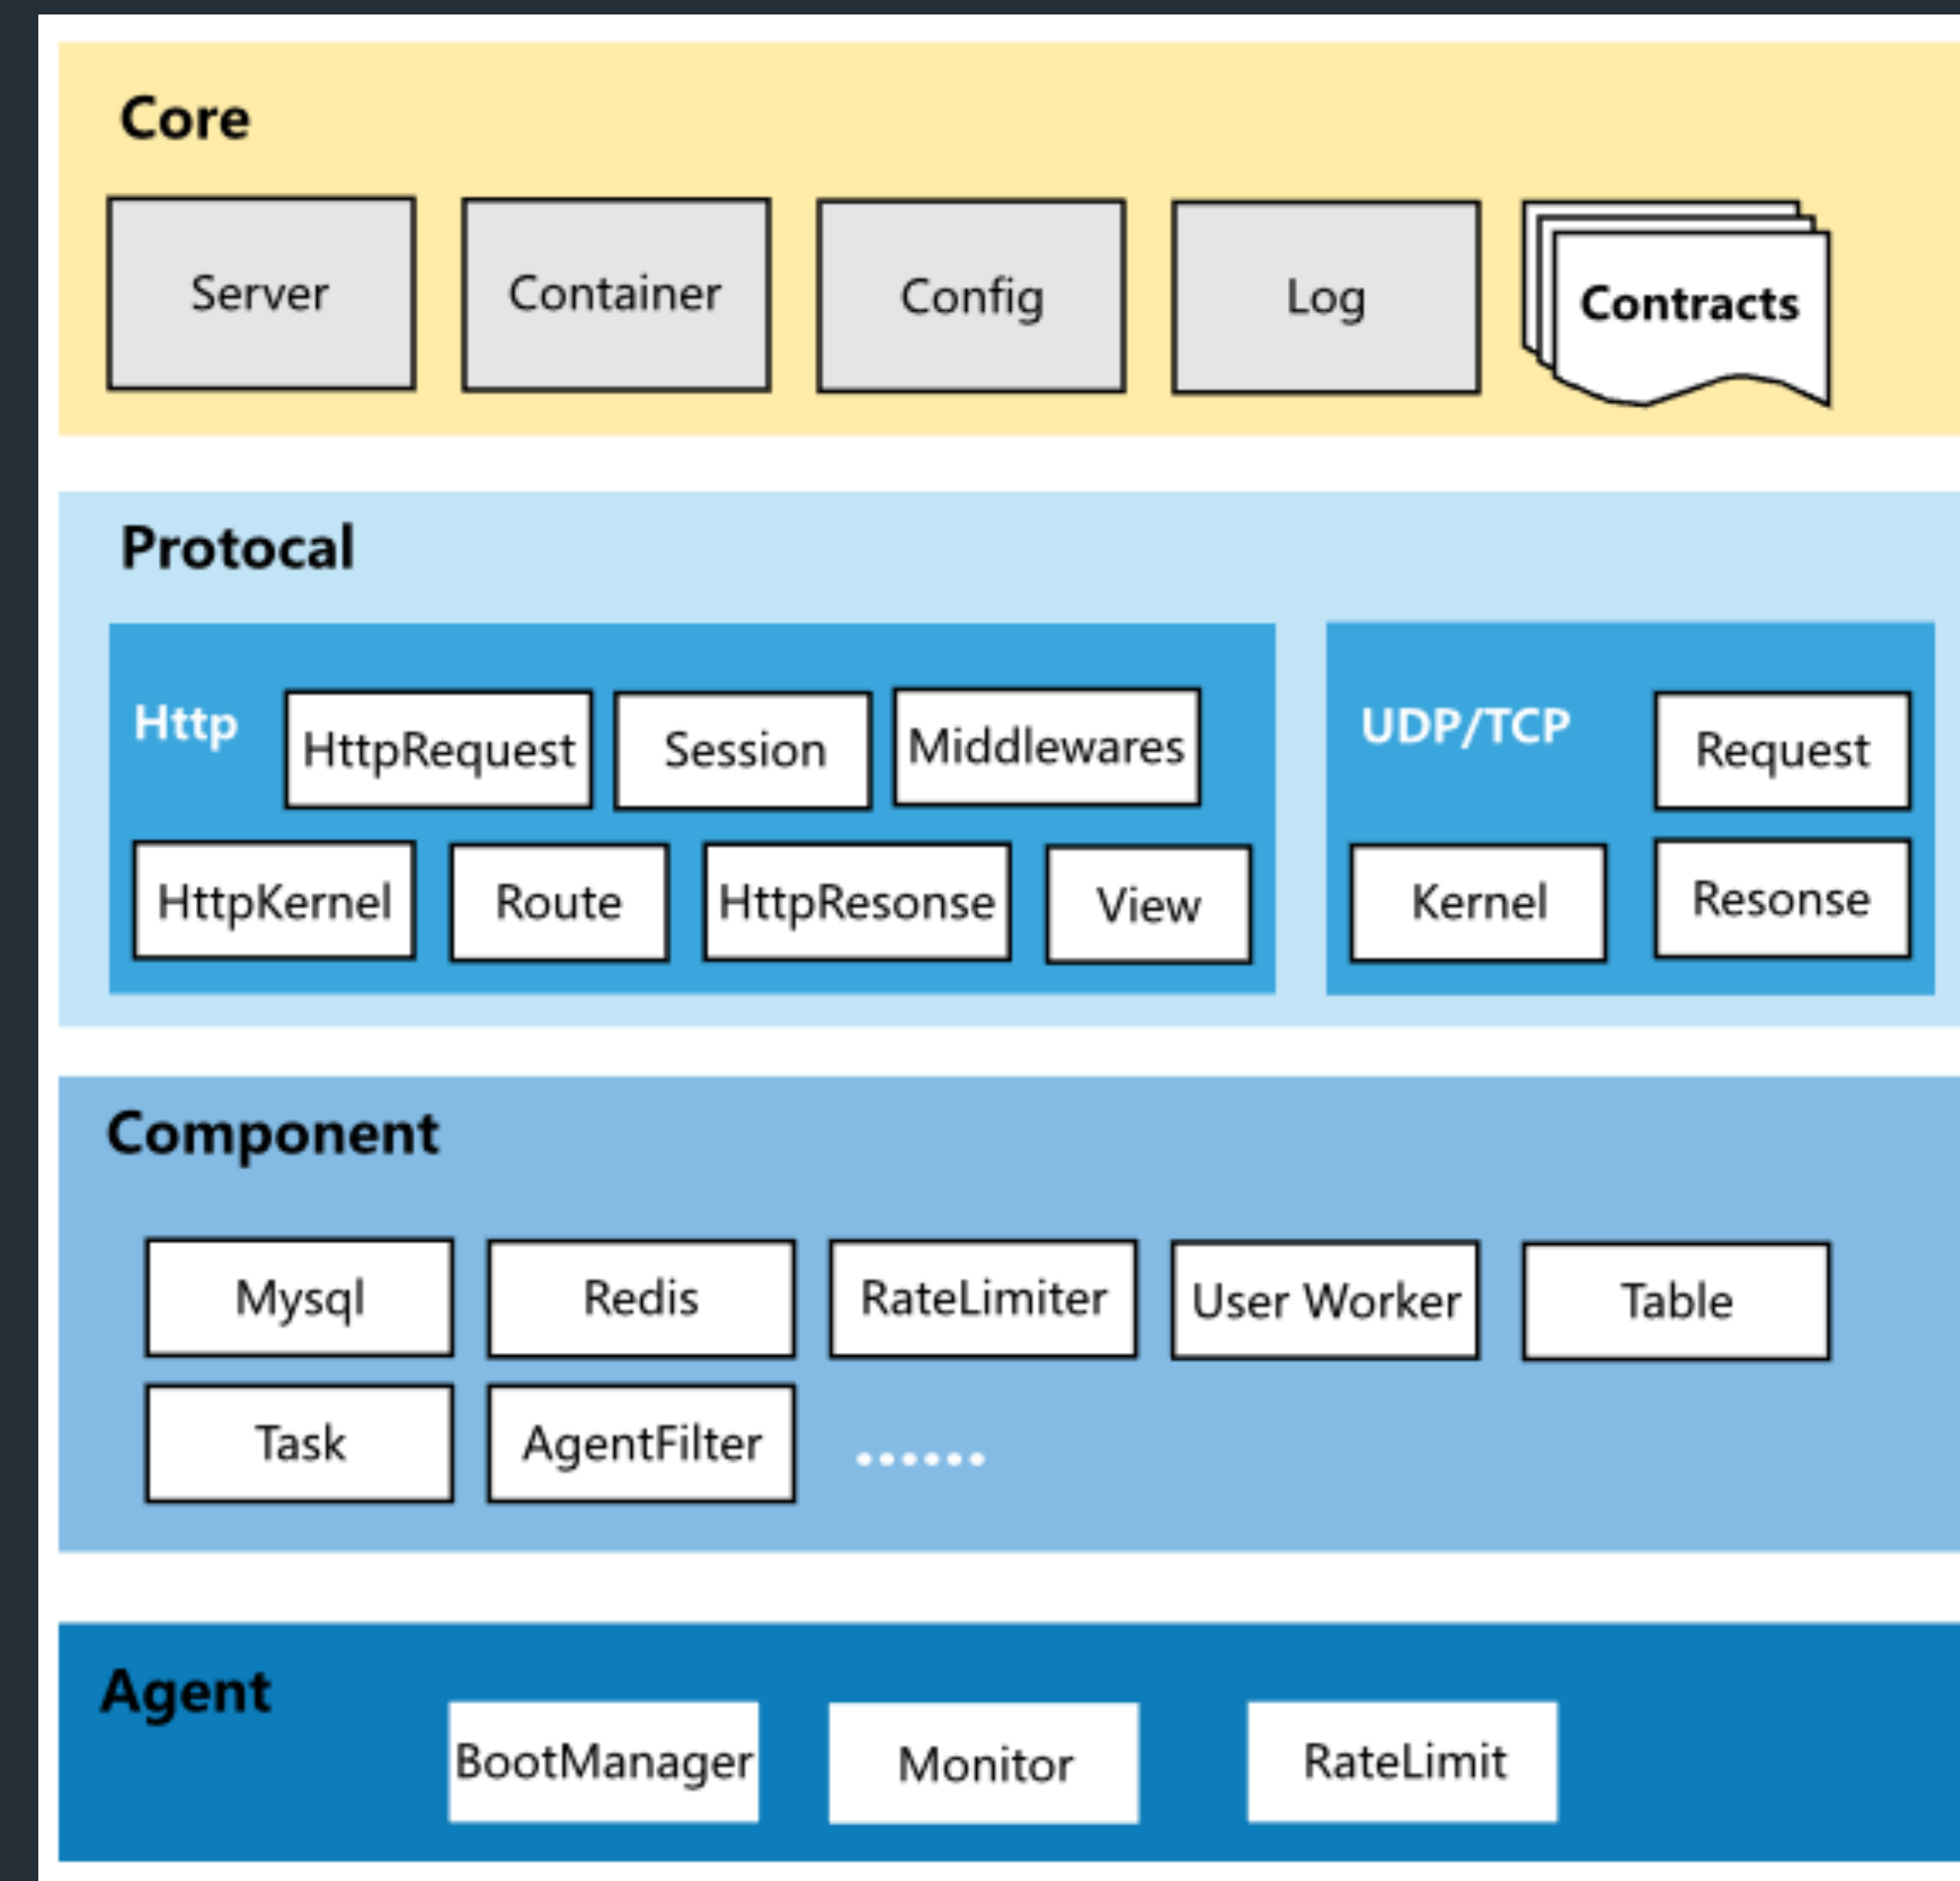 Core
Server Container Config Log Contracts
Protocal
Http HttpRequest Session Middlewares
HttpKernel Route HttpResonse View
UDP/TCP Request
Kernel Resonse
Component
Mysql Redis RateLimiter User Worker Table
Task AgentFilter ......
Agent
BootManager Monitor RateLimit